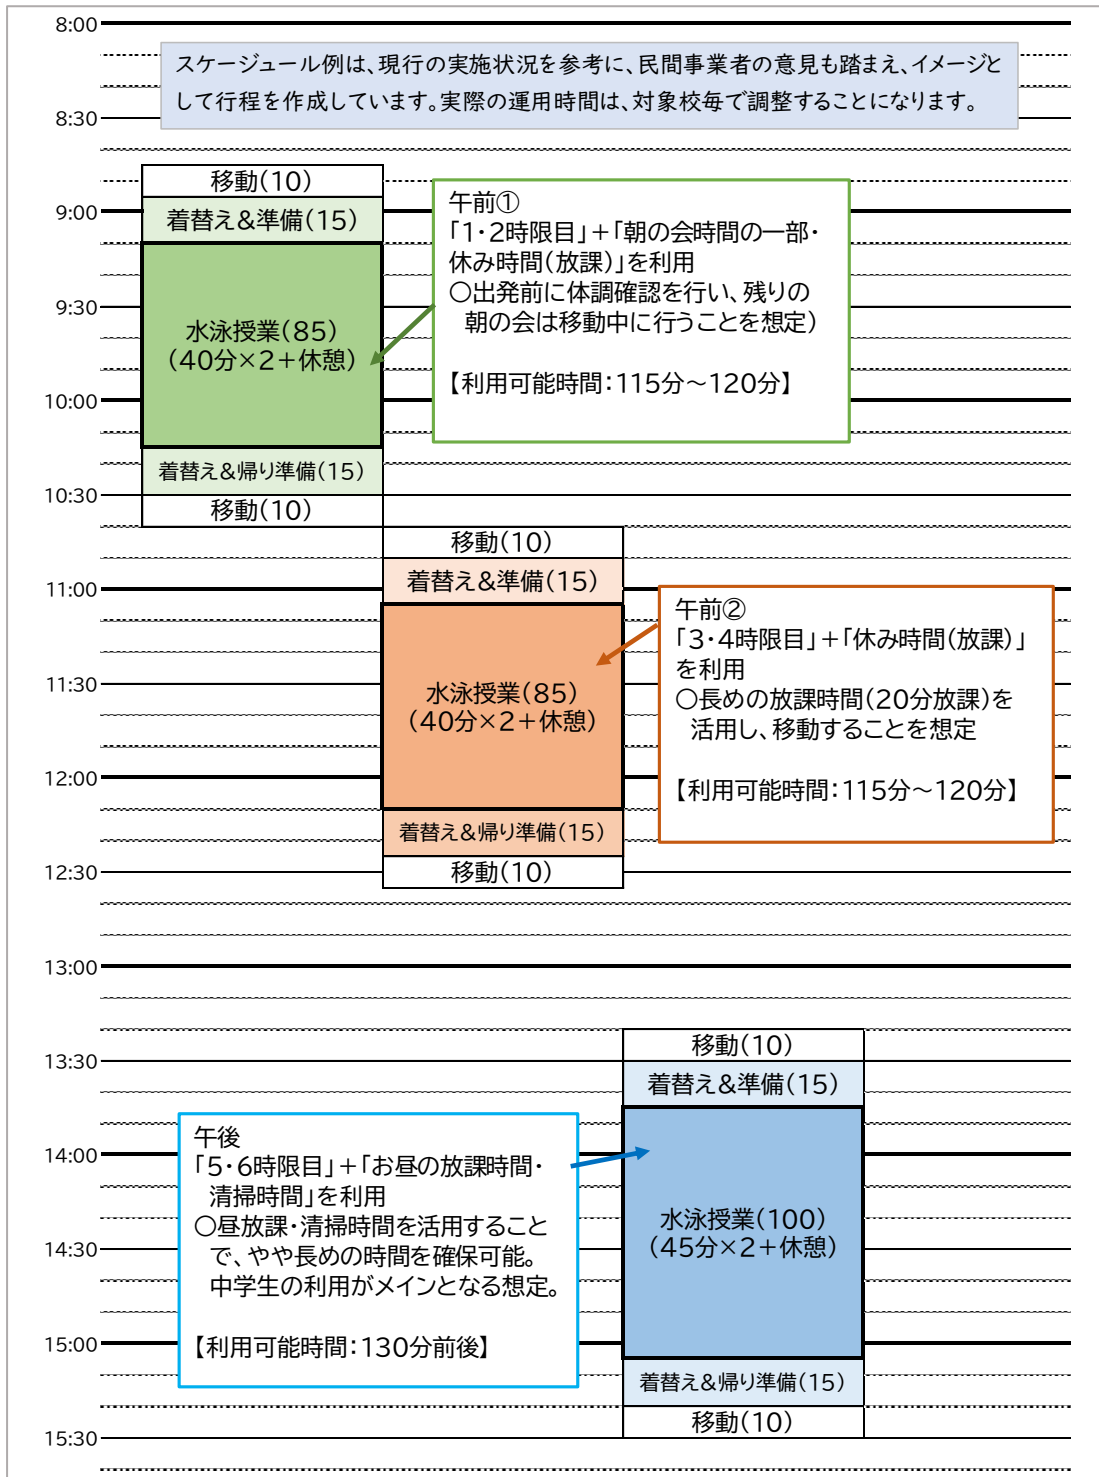 8:00
スケージュール例は、現行の実施状況を参考に、民間事業者の意見も踏まえ、イメージと
して行程を作成しています。実際の運用時間は、対象校毎で調整することになります。
8:30
移動(10)
9:00
着替え&準備(15)
午前①
「1・2時限目」+「朝の会時間の一部・
休み時間(放課)」を利用
○出発前に体調確認を行い、残りの
朝の会は移動中に行うことを想定)
【利用可能時間:115分~120分】
9:30
水泳授業(85)
(40分×2+休憩)
10:00
着替え&帰り準備(15)
10:30
移動(10)
移動(10)
11:00
着替え&準備(15)
午前②
「3・4時限目」+「休み時間(放課)」
を利用
○長めの放課時間(20分放課)を
活用し、移動することを想定
【利用可能時間:115分~120分】
11:30
水泳授業(85)
(40分×2+休憩)
12:00
着替え&帰り準備(15)
12:30
移動(10)
13:00
移動(10)
13:30
着替え&準備(15)
午後
「5・6時限目」+「お昼の放課時間・
清掃時間」を利用
○昼放課・清掃時間を活用すること
で、やや長めの時間を確保可能。
中学生の利用がメインとなる想定。
【利用可能時間:130分前後】
14:00
水泳授業(100)
(45分×2+休憩)
14:30
15:00
着替え&帰り準備(15)
移動(10)
15:30